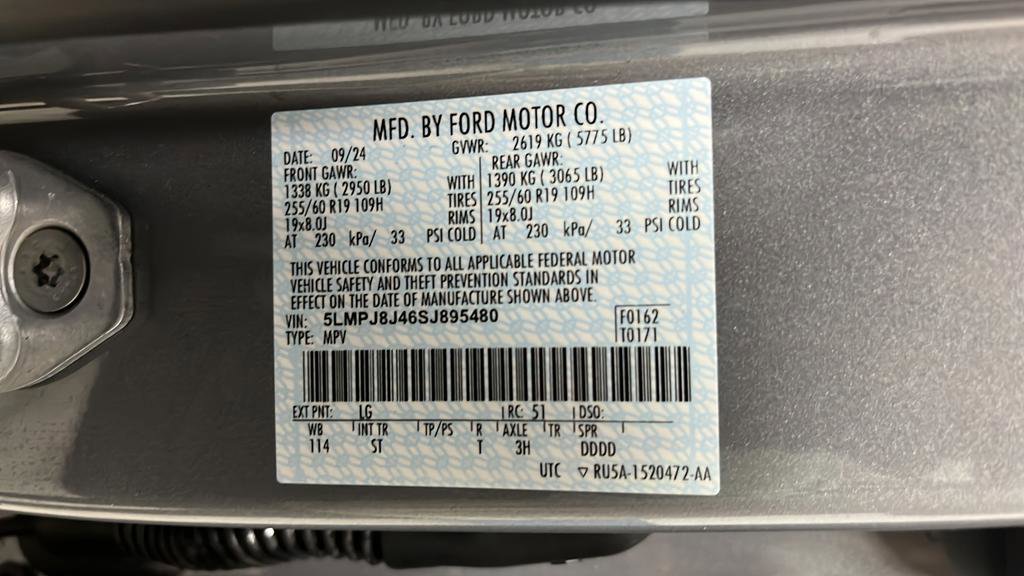 MFD. BY FORD MOTOR CO.
DATE: 09/24 GVWR: 2619 KG ( 5775 LB)
FRONT GAWR: REAR GAWR:
1338 KG ( 2950 LB) WITH 1390 KG ( 3065 LB) WITH
255/60 R19 109H TIRES 255/60 R19 109H TIRES
19x8.0J RIMS 19x8.0J RIMS
AT 230 kPa/ 33 PSI COLD AT 230 kPa/ 33 PSI COLD
THIS VEHICLE CONFORMS TO ALL APPLICABLE FEDERAL MOTOR
VEHICLE SAFETY AND THEFT PREVENTION STANDARDS IN
EFFECT ON THE DATE OF MANUFACTURE SHOWN ABOVE.
VIN: 5LMPJ8J46SJ895480 F0162
TYPE: MPV T0171
EXT PNT: LG RC: 51 DSO:
WB INT TR TP/PS R AXLE TR SPR
114 ST T 3H DDDD
UTC ▽ RU5A-1520472-AA